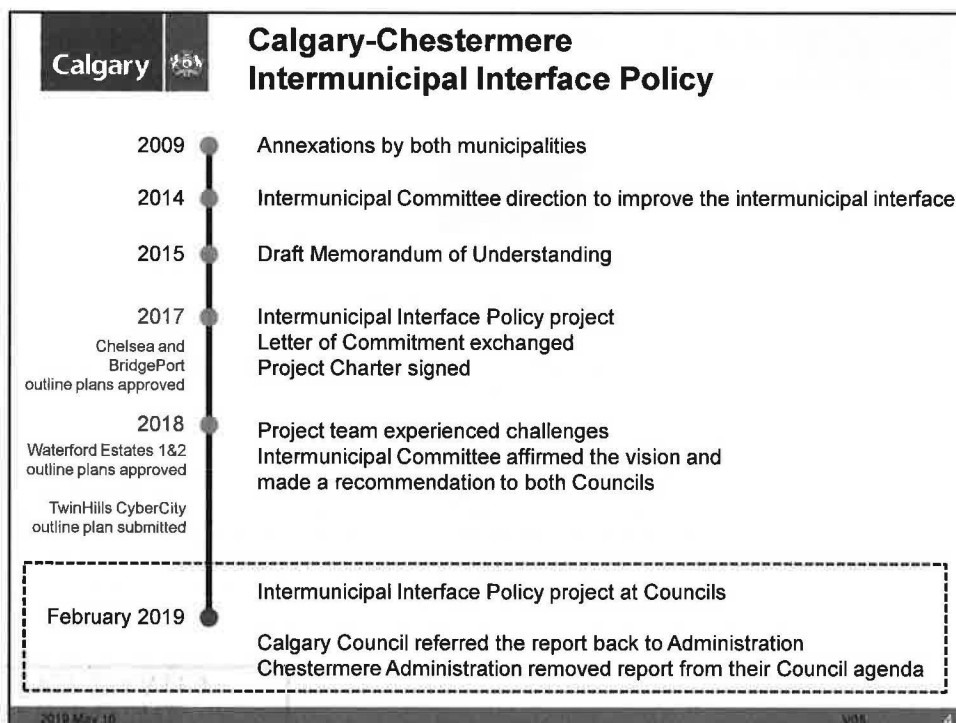 Calgary
Calgary-Chestermere
Intermunicipal Interface Policy
2009
Annexations by both municipalities
2014
Intermunicipal Committee direction to improve the intermunicipal interface
2015
Draft Memorandum of Understanding
2017
Chelsea and
BridgePort
outline plans approved
Intermunicipal Interface Policy project
Letter of Commitment exchanged
Project Charter signed
2018
Waterford Estates 1&2
outline plans approved
TwinHills CyberCity
outline plan submitted
Project team experienced challenges
Intermunicipal Committee affirmed the vision and
made a recommendation to both Councils
February 2019
Intermunicipal Interface Policy project at Councils
Calgary Council referred the report back to Administration
Chestermere Administration removed report from their Council agenda
2019 May 10
V05
4